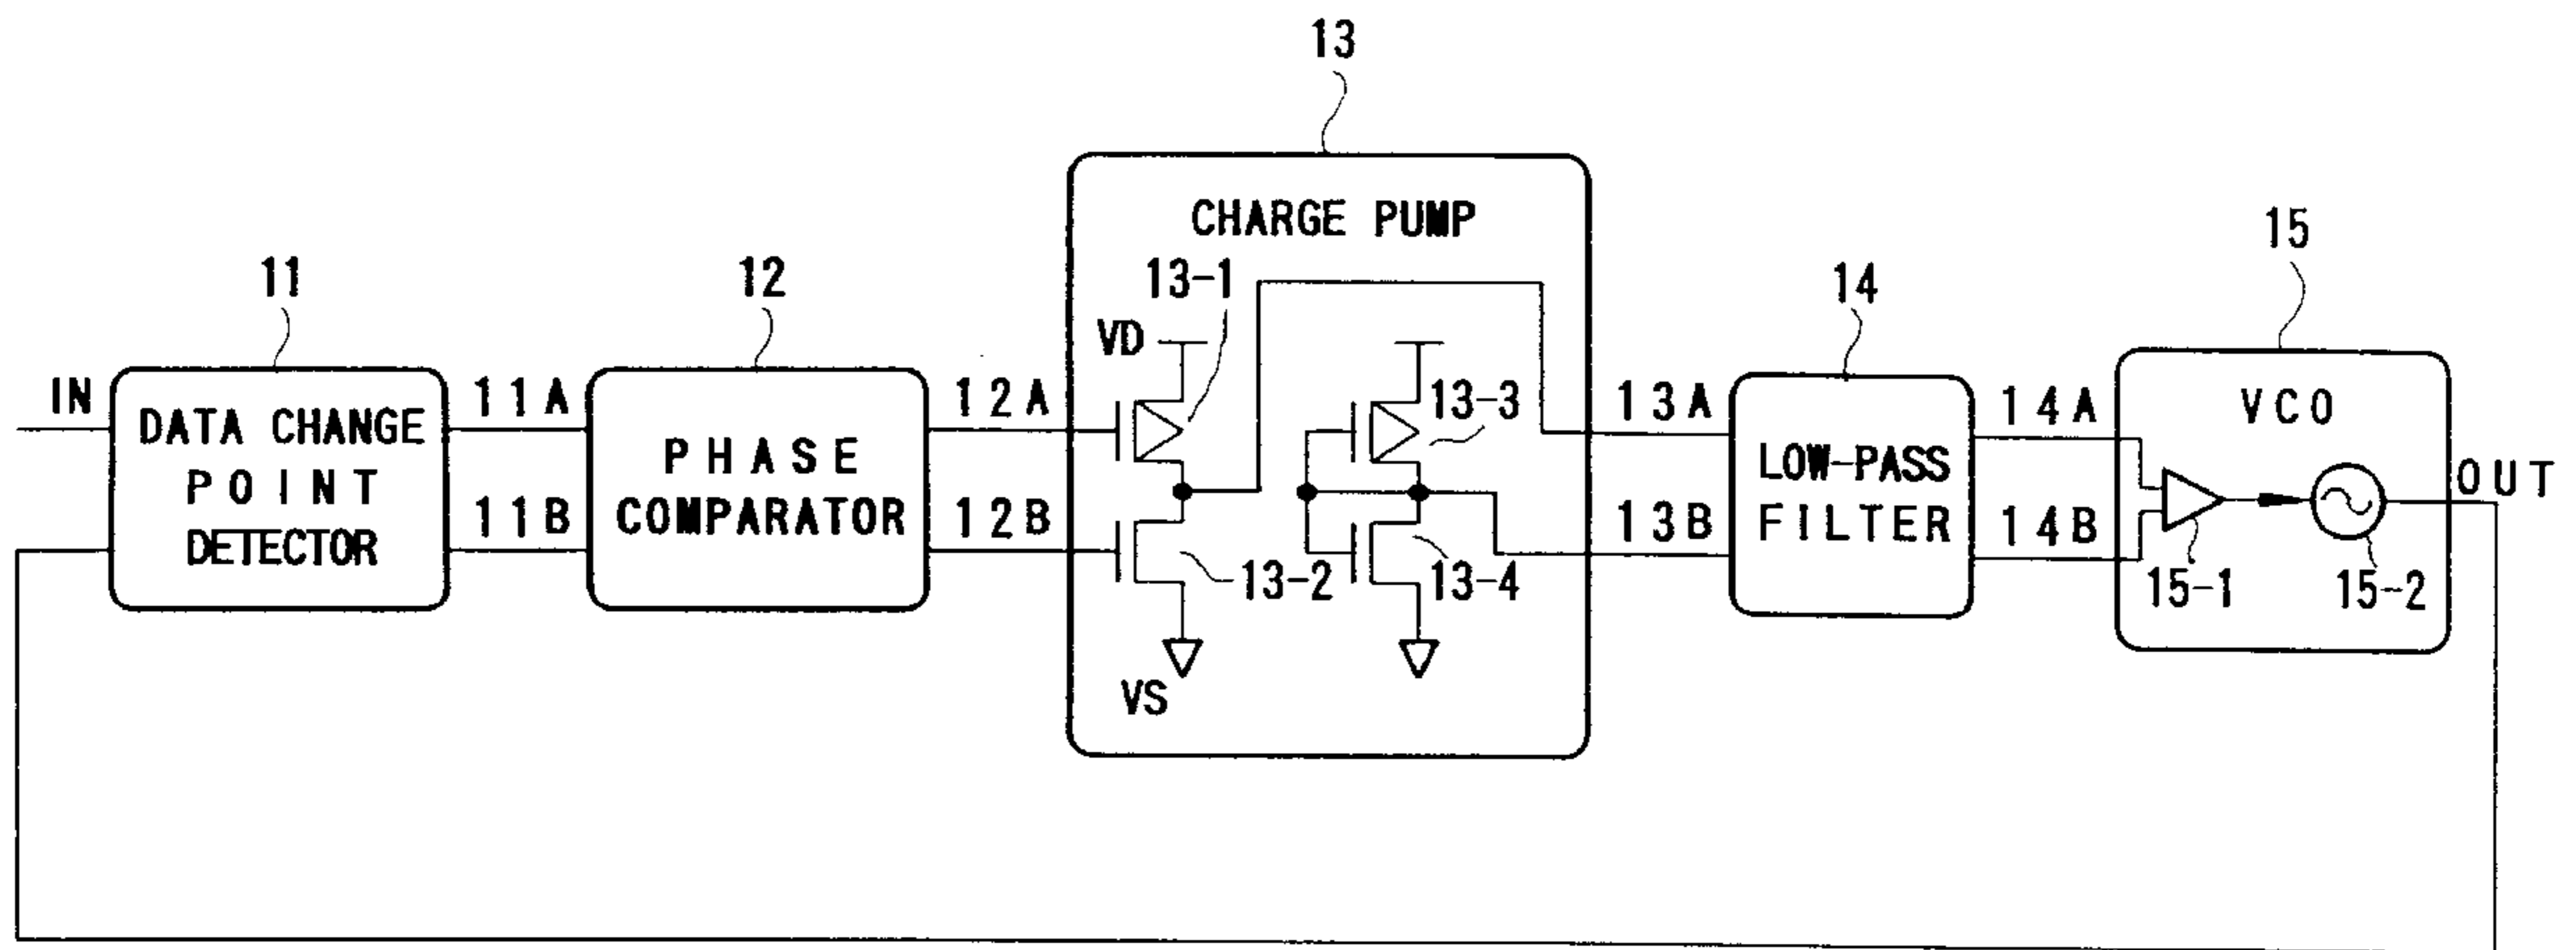 13
CHARGE PUMP
11
12
13-1
14
15
VD
IN
DATA CHANGE
POINT
DETECTOR
11A
11B
PHASE
COMPARATOR
12A
12B
13-3
13-2
13-4
VS
13A
13B
LOW-PASS
FILTER
14A
14B
VCO
15-1
15-2
OUT